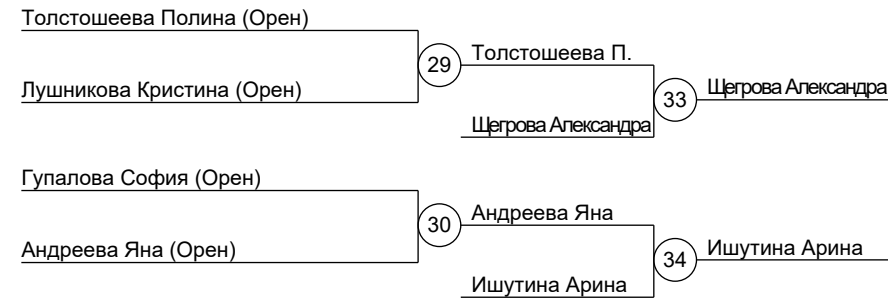 Толстошеева Полина (Орен)
29
Толстошеева П.
Лушникова Кристина (Орен)
33
Щегрова Александра
Щегрова Александра
Гупалова София (Орен)
30
Андреева Яна
Андреева Яна (Орен)
34
Ишутина Арина
Ишутина Арина